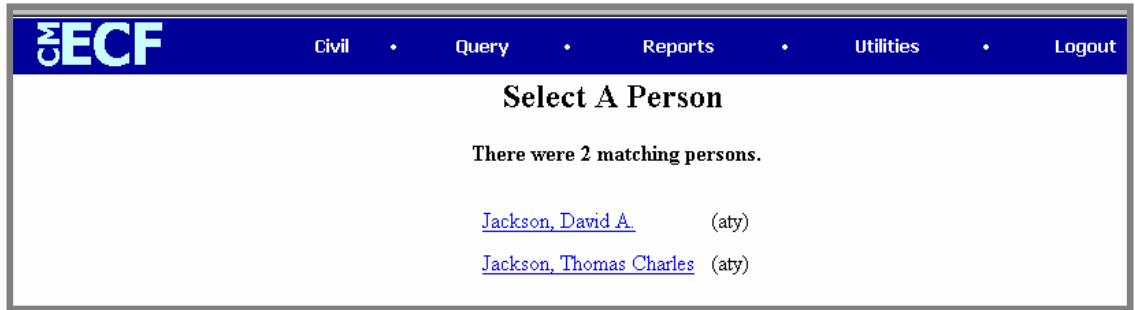 CM ECF Civil • Query • Reports • Utilities • Logout
Select A Person
There were 2 matching persons.
Jackson, David A. (aty)
Jackson, Thomas Charles (aty)